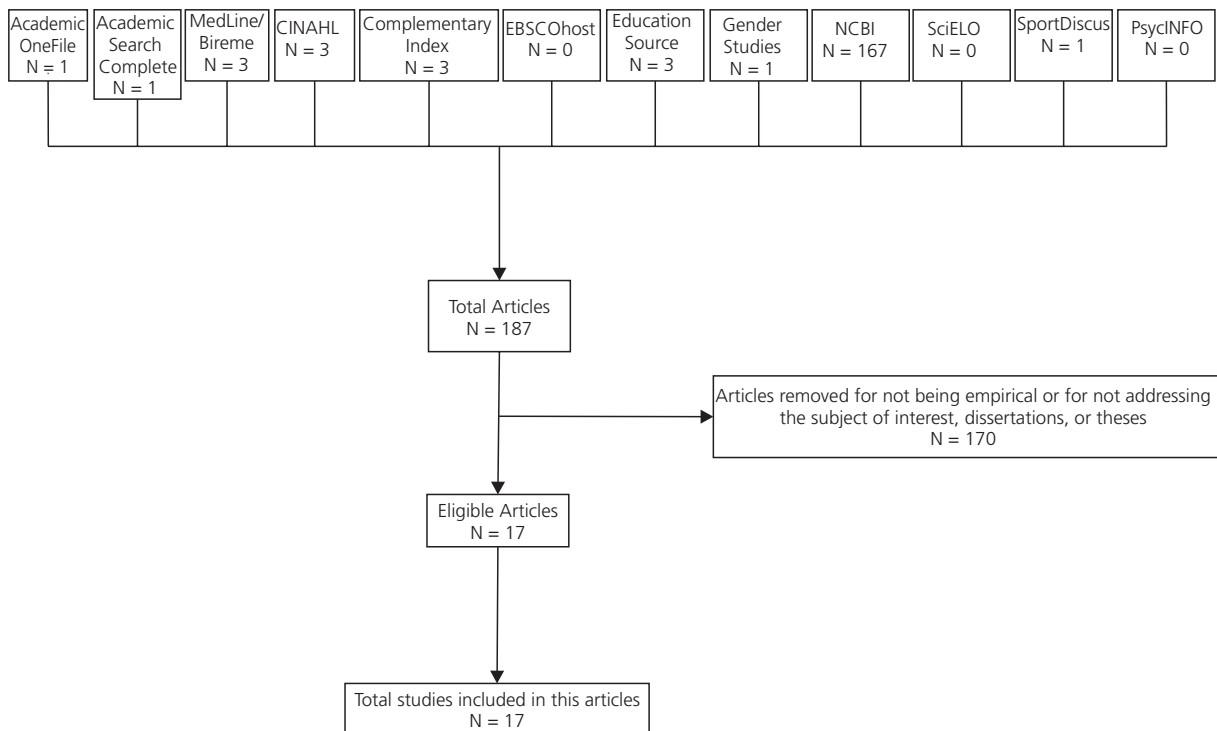 Academic
OneFile
N = 1
Academic
Search
Complete
N = 1
MedLine/
Bireme
N = 3
CINAHL
N = 3
Complementary
Index
N = 3
EBSCOhost
N = 0
Education
Source
N = 3
Gender
Studies
N = 1
NCBI
N = 167
SciELO
N = 0
SportDiscus
N = 1
PsycINFO
N = 0
Total Articles
N = 187
Articles removed for not being empirical or for not addressing
the subject of interest, dissertations, or theses
N = 170
Eligible Articles
N = 17
Total studies included in this articles
N = 17